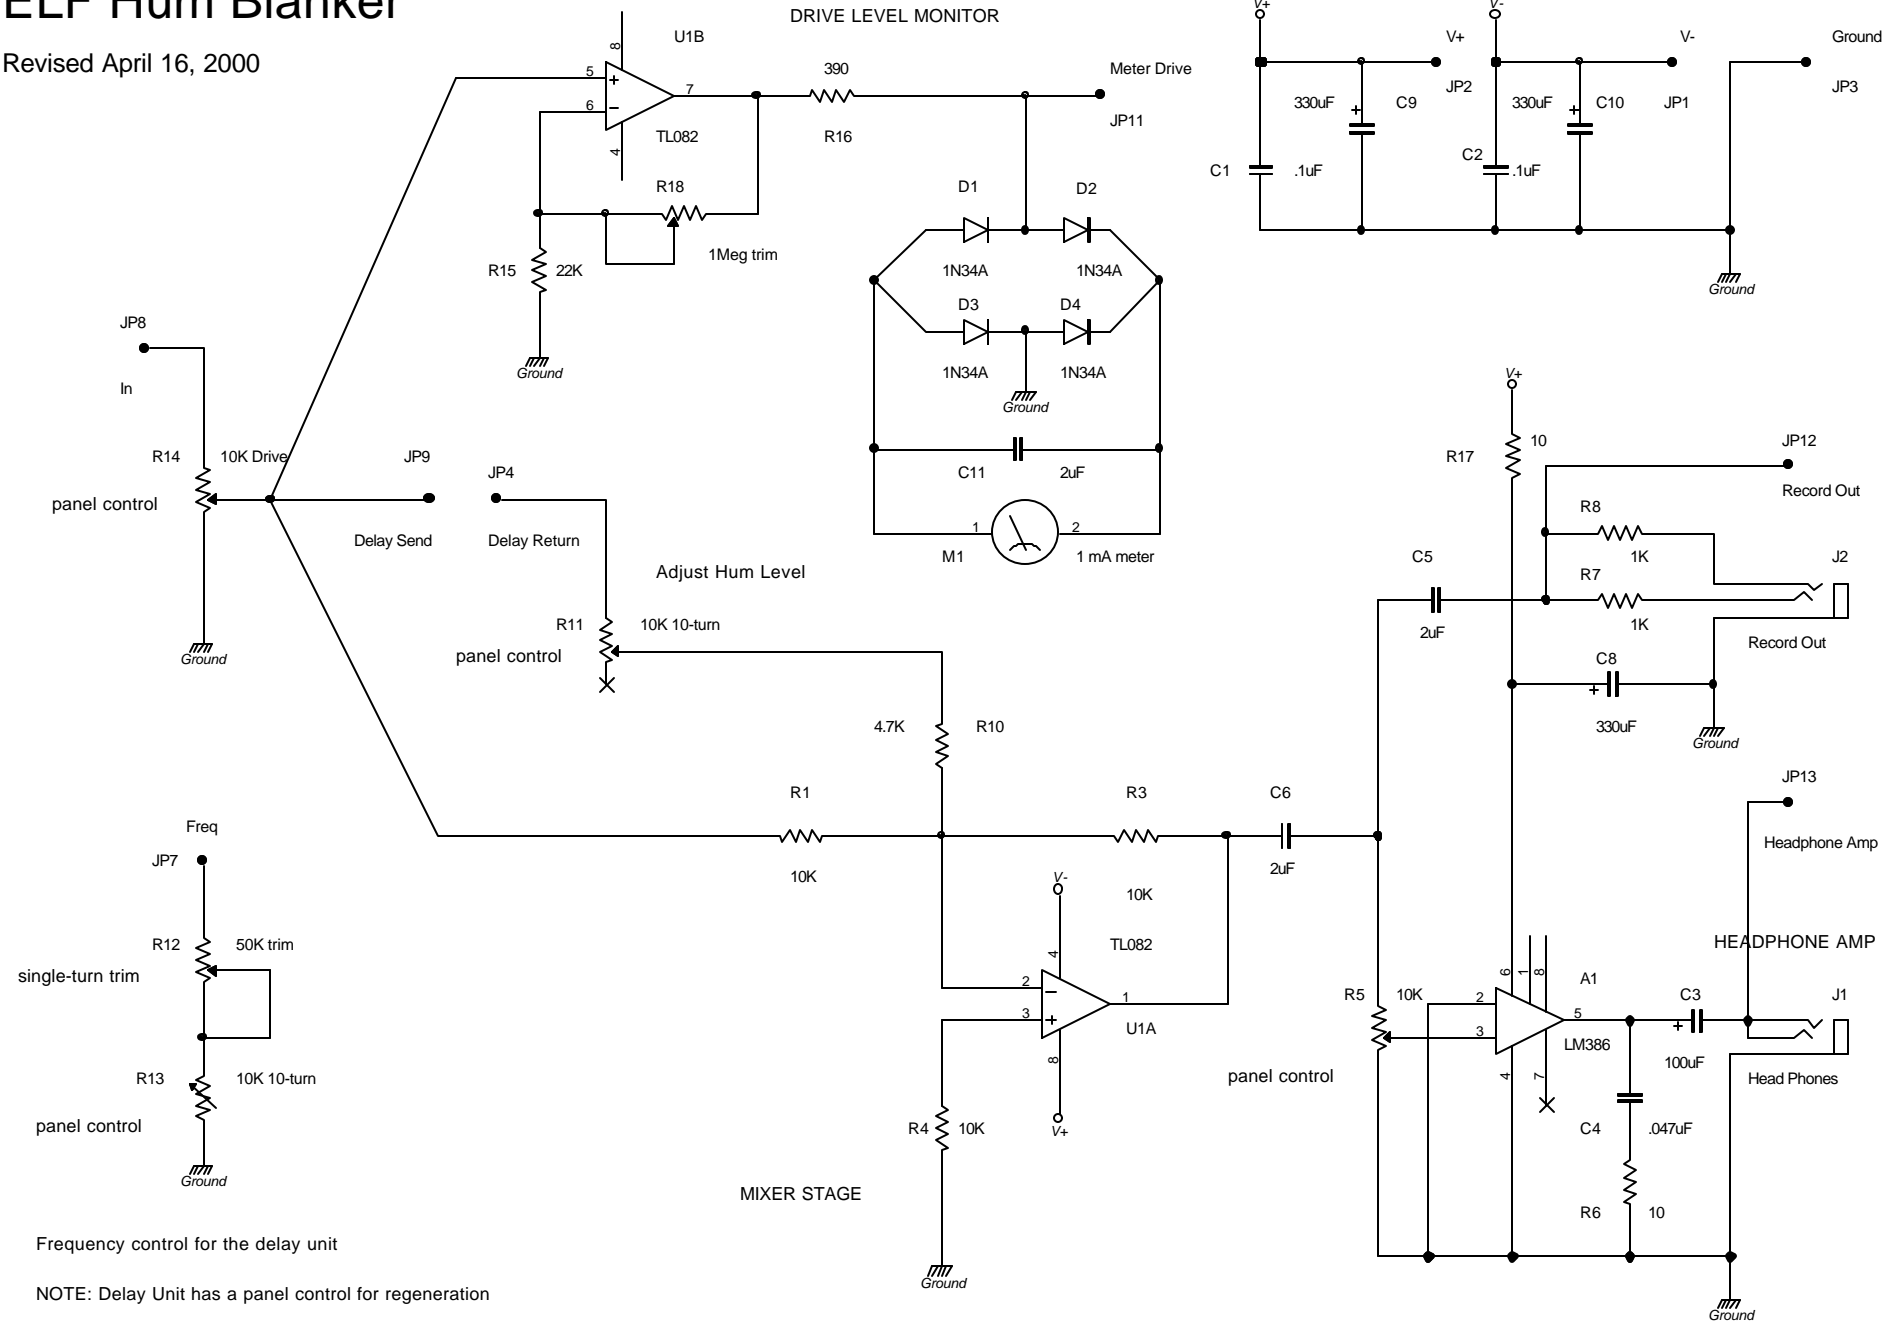 ELF Hum Blanker
Revised April 16, 2000
DRIVE LEVEL MONITOR
U1B
8
5
+
6
−
7
4
TL082
390
R16
Meter Drive
JP11
R18
1Meg trim
R15
22K
Ground
D1
D2
1N34A
1N34A
D3
D4
1N34A
1N34A
Ground
C11
2uF
1
2
M1
1 mA meter
V+
V+
JP2
330uF
+
C9
C1
.1uF
V-
V-
JP1
330uF
+
C10
C2
.1uF
Ground
JP3
Ground
JP8
In
R14
10K Drive
panel control
Ground
JP9
Delay Send
JP4
Delay Return
Adjust Hum Level
R11
10K 10-turn
panel control
4.7K
R10
R1
10K
R3
10K
C6
2uF
V-
4
TL082
2
−
3
+
1
U1A
8
V+
R4
10K
Ground
MIXER STAGE
Freq
JP7
R12
50K trim
single-turn trim
R13
10K 10-turn
panel control
Ground
Frequency control for the delay unit
NOTE: Delay Unit has a panel control for regeneration
V+
R17
10
JP12
Record Out
R8
1K
R7
1K
J2
Record Out
C5
2uF
C8
+
330uF
Ground
JP13
Headphone Amp
HEADPHONE AMP
R5
10K
panel control
6
1
8
A1
2
3
5
LM386
4
7
C3
+
100uF
J1
Head Phones
C4
.047uF
R6
10
Ground